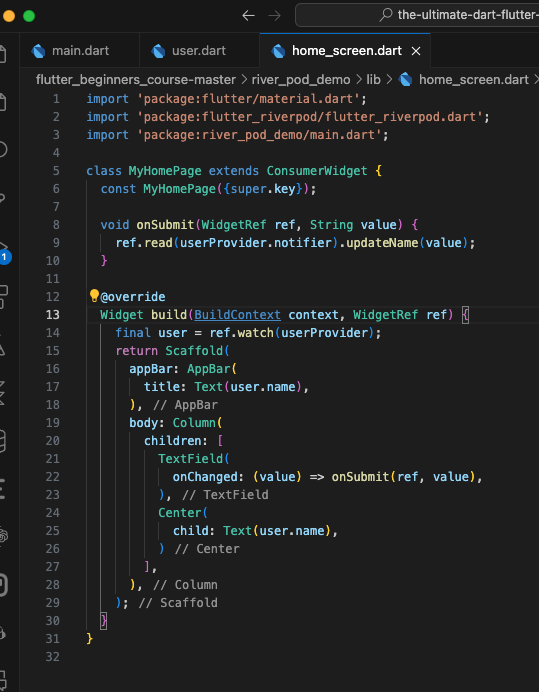 the-ultimate-dart-flutter-
main.dart
user.dart
home_screen.dart
flutter_beginners_course-master > river_pod_demo > lib > home_screen.dart >
1 import 'package:flutter/material.dart';
2 import 'package:flutter_riverpod/flutter_riverpod.dart';
3 import 'package:river_pod_demo/main.dart';
4
5 class MyHomePage extends ConsumerWidget {
6   const MyHomePage({super.key});
7
8   void onSubmit(WidgetRef ref, String value) {
9     ref.read(userProvider.notifier).updateName(value);
10   }
11
12   @override
13   Widget build(BuildContext context, WidgetRef ref) {
14     final user = ref.watch(userProvider);
15     return Scaffold(
16       appBar: AppBar(
17         title: Text(user.name),
18       ), // AppBar
19       body: Column(
20         children: [
21           TextField(
22             onChanged: (value) => onSubmit(ref, value),
23           ), // TextField
24           Center(
25             child: Text(user.name),
26           ) // Center
27         ],
28       ), // Column
29     ); // Scaffold
30   }
31 }
32
1